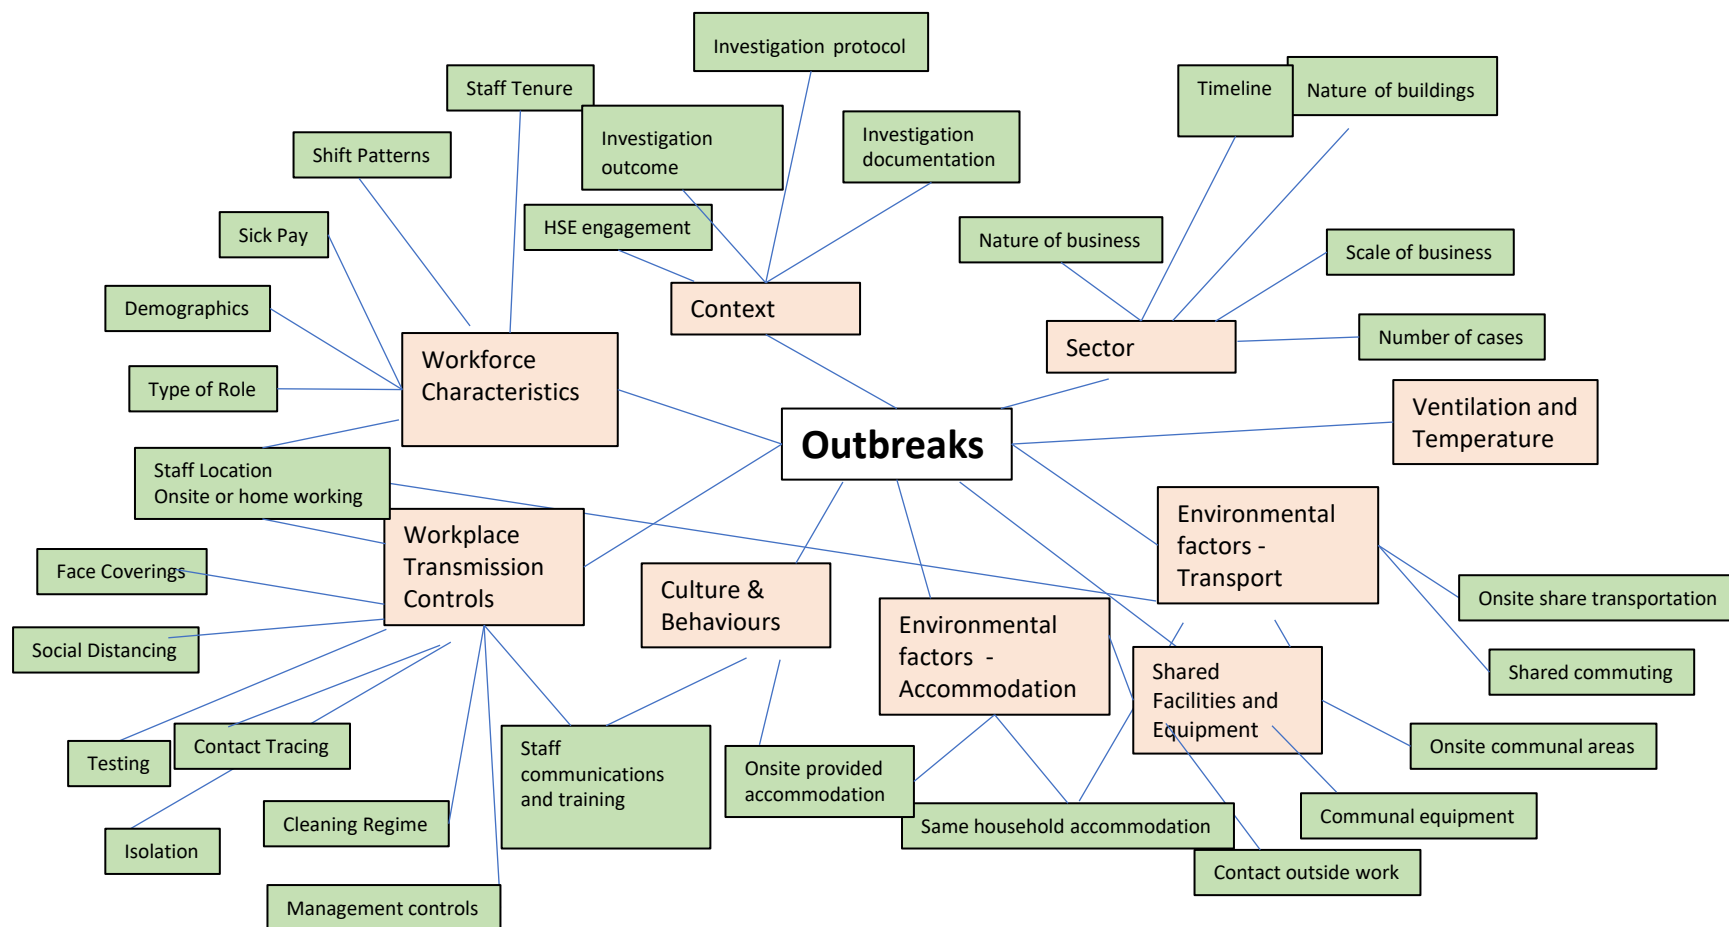 Investigation protocol
Staff Tenure
Timeline
Nature of buildings
Investigation
outcome
Investigation
documentation
Shift Patterns
Sick Pay
HSE engagement
Nature of business
Scale of business
Demographics
Context
Sector
Number of cases
Workforce
Characteristics
Type of Role
Outbreaks
Ventilation and
Temperature
Staff Location
Onsite or home working
Workplace
Transmission
Controls
Environmental
factors -
Transport
Face Coverings
Culture &
Behaviours
Environmental
factors -
Accommodation
Onsite share transportation
Social Distancing
Shared
Facilities and
Equipment
Shared commuting
Testing
Contact Tracing
Staff
communications
and training
Onsite provided
accommodation
Onsite communal areas
Cleaning Regime
Same household accommodation
Communal equipment
Isolation
Contact outside work
Management controls